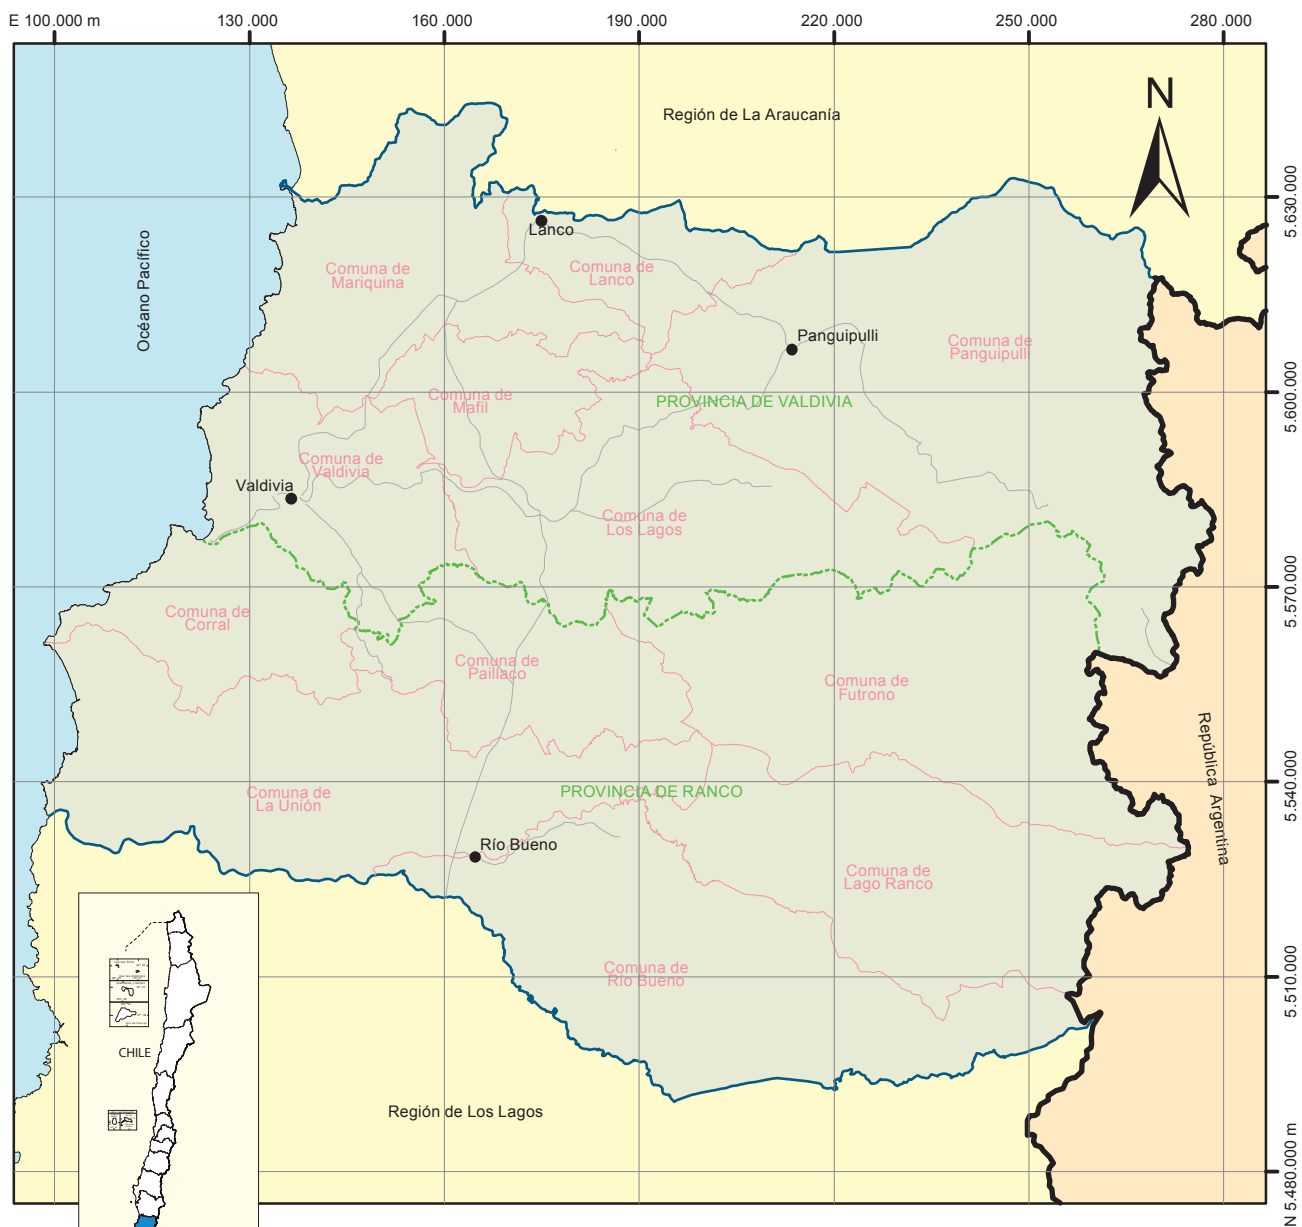 E 100.000 m 130.000 160.000 190.000 220.000 250.000 280.000
Región de La Araucanía
N
5.630.000
Océano Pacífico
Lanco
Comuna de
Mariquina
Comuna de
Lanco
Panguipulli
Comuna de
Panguipulli
5.600.000
Comuna de
Mafil
PROVINCIA DE VALDIVIA
Comuna de
Valdivia
Valdivia
Comuna de
Los Lagos
5.570.000
Comuna de
Corral
Comuna de
Paillaco
Comuna de
Futrono
República Argentina
5.540.000
Comuna de
La Unión
PROVINCIA DE RANCO
Río Bueno
Comuna de
Lago Ranco
Comuna de
Río Bueno
5.510.000
CHILE
Región de Los Lagos
N 5.480.000 m